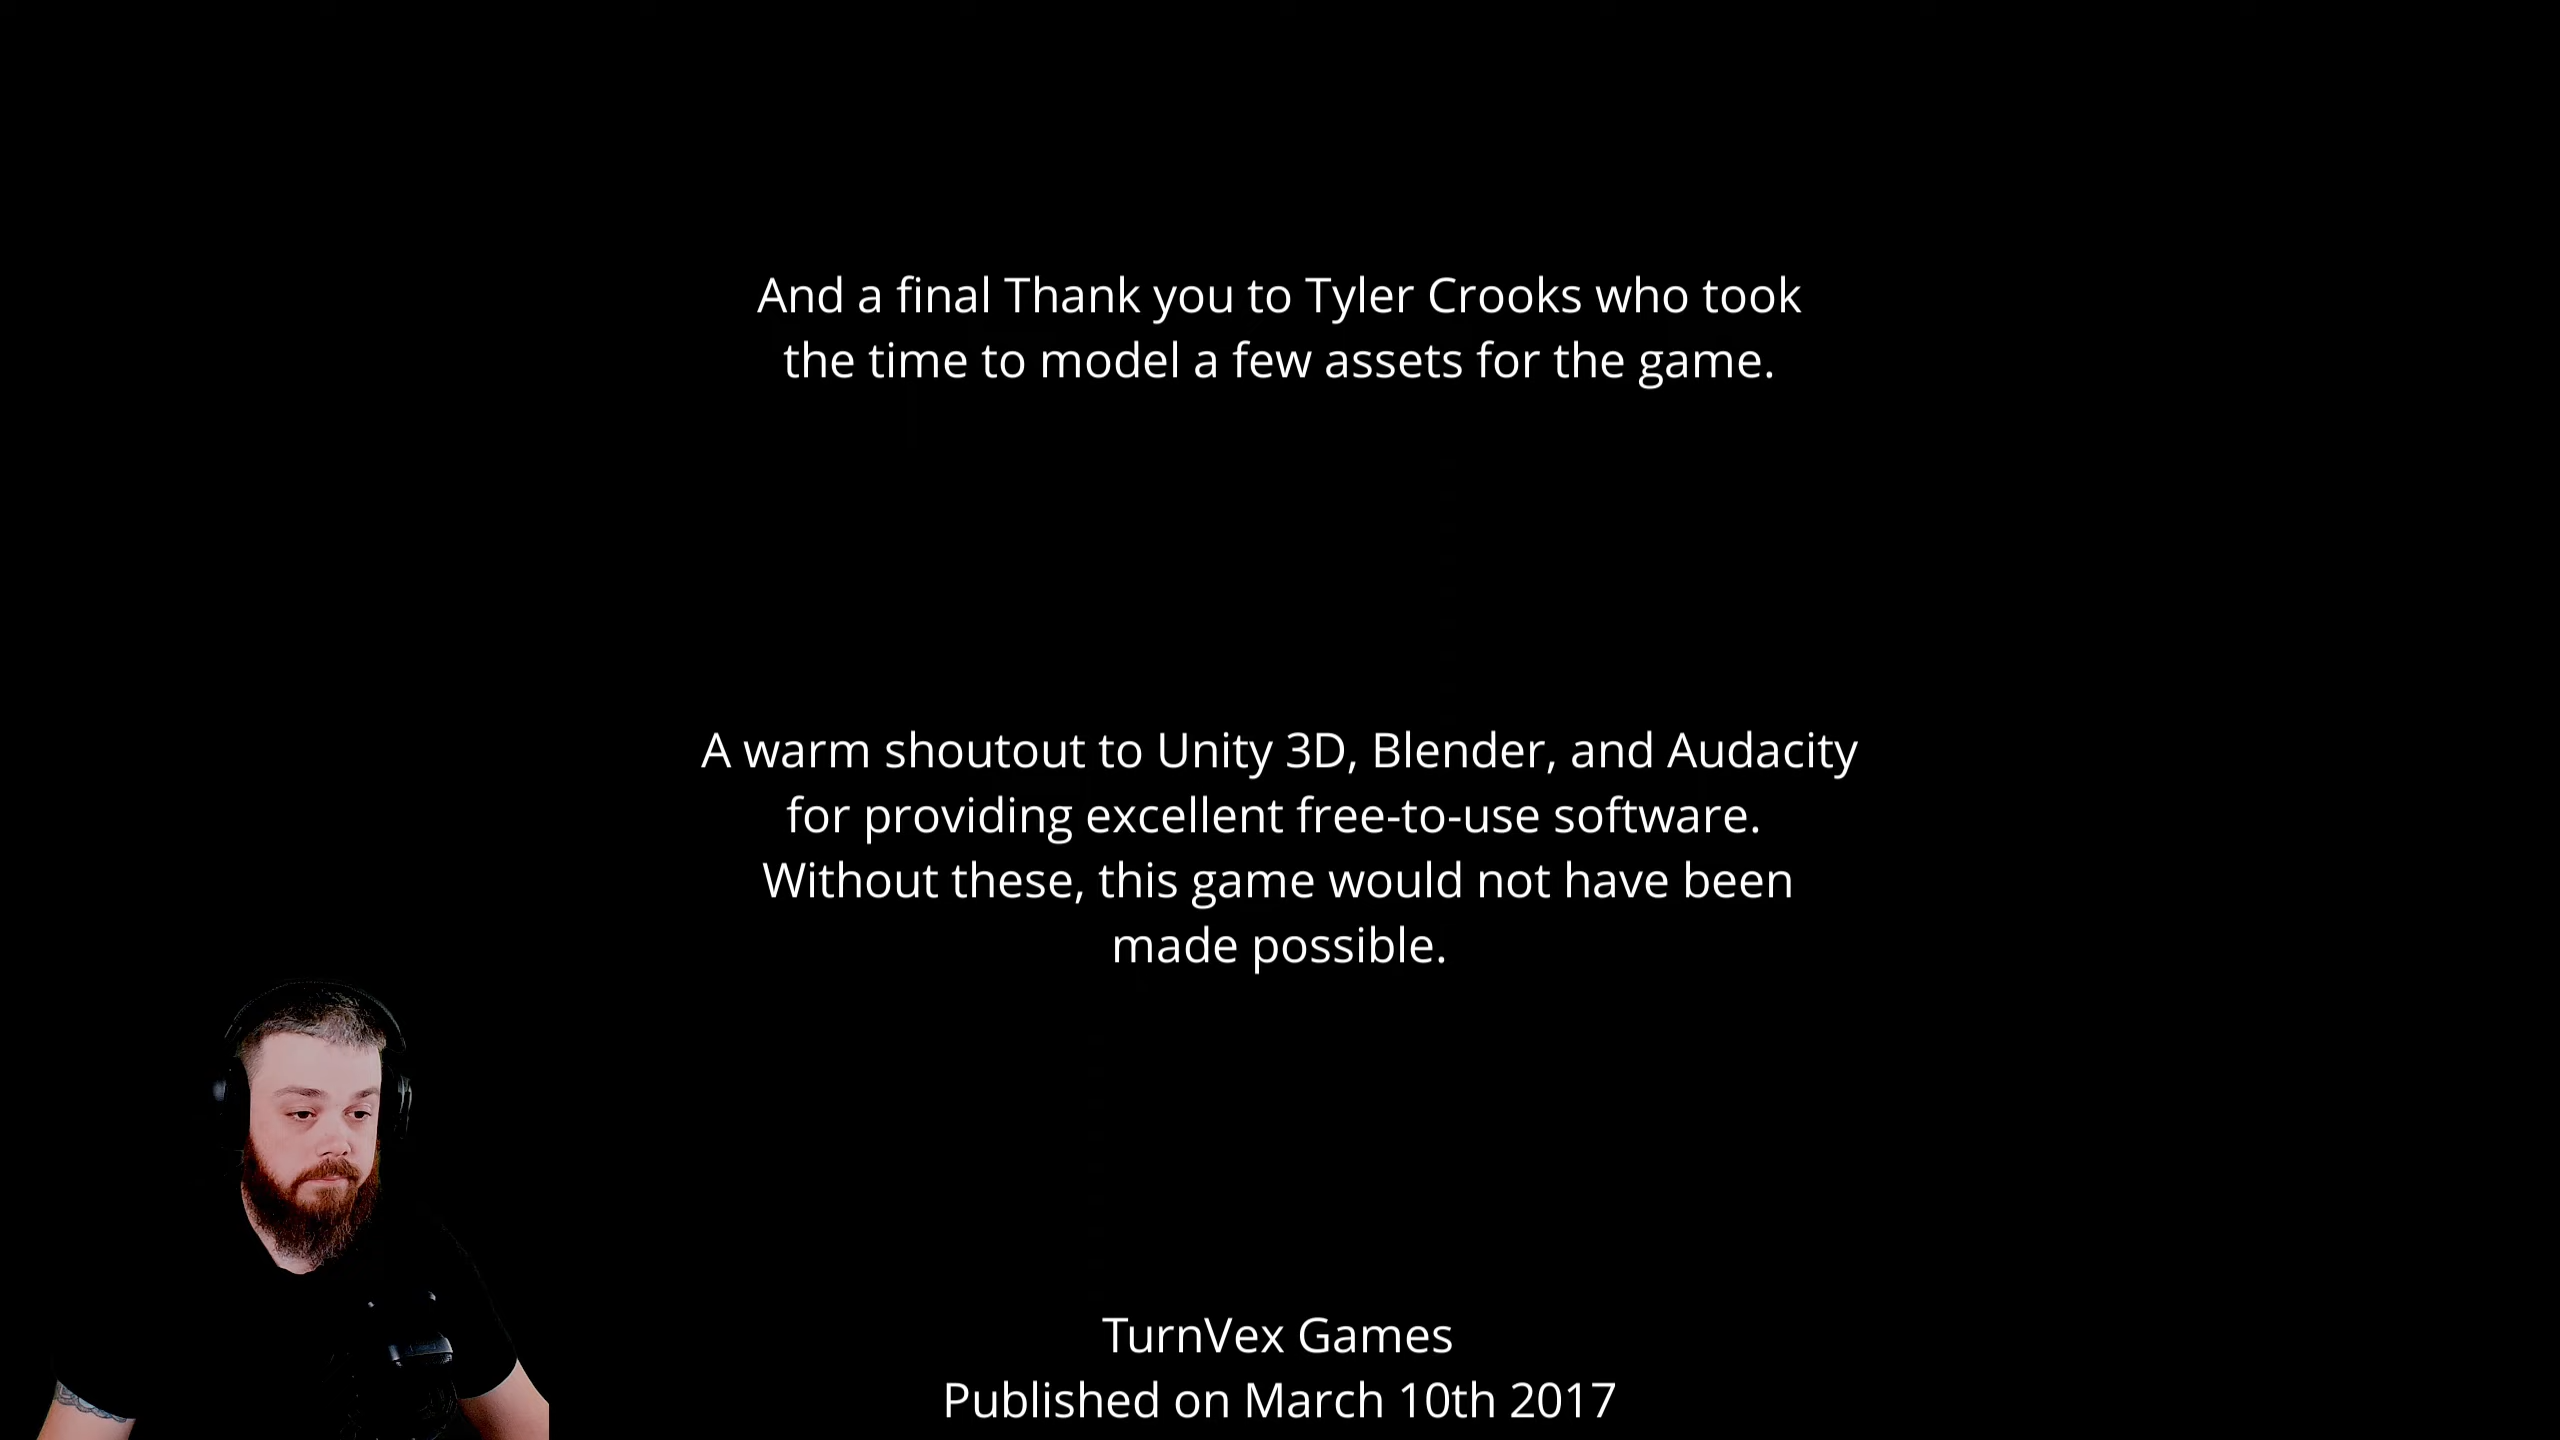 And a final Thank you to Tyler Crooks who took
the time to model a few assets for the game.
A warm shoutout to Unity 3D, Blender, and Audacity
for providing excellent free-to-use software.
Without these, this game would not have been
made possible.
TurnVex Games
Published on March 10th 2017